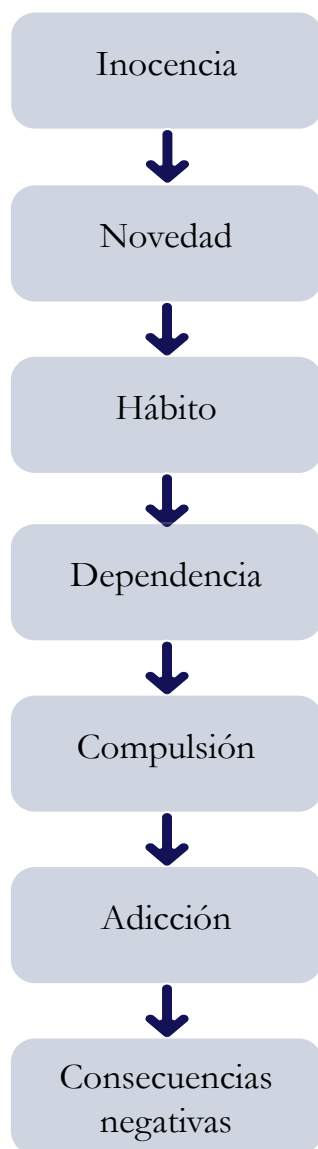 Inocencia
Novedad
Hábito
Dependencia
Compulsión
Adicción
Consecuencias
negativas